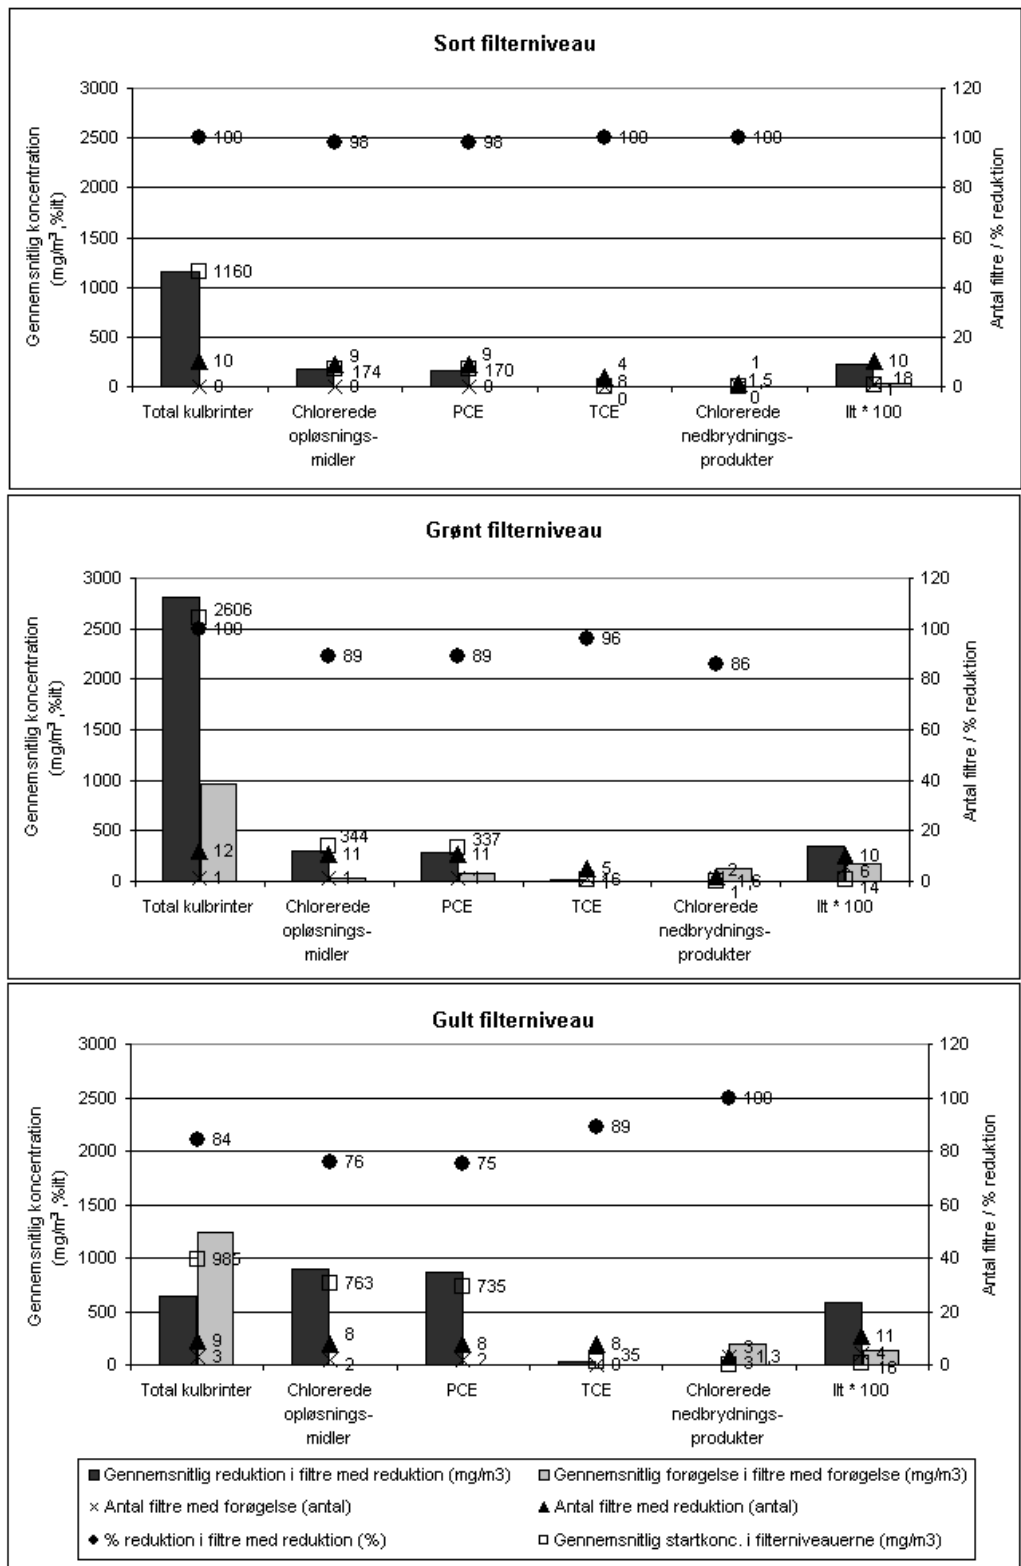 Sort filterniveau
Gennemsnitlig koncentration
(mg/m³,%ilt)
Antal filtre / % reduktion
3000
2500
2000
1500
1000
500
0
120
100
80
60
40
20
0
100
98
98
100
100
1160
10
0
9
174
0
9
170
0
4
8
0
1
1,5
0
10
18
1
Total kulbrinter
Chlorerede
opløsnings-
midler
PCE
TCE
Chlorerede
nedbrydnings-
produkter
Ilt * 100
Grønt filterniveau
Gennemsnitlig koncentration
(mg/m³,%ilt)
Antal filtre / % reduktion
3000
2500
2000
1500
1000
500
0
120
100
80
60
40
20
0
2606
100
89
89
96
86
12
1
344
11
1
337
11
1
5
16
2
1,6
1
10
6
14
Total kulbrinter
Chlorerede
opløsnings-
midler
PCE
TCE
Chlorerede
nedbrydnings-
produkter
Ilt * 100
Gult filterniveau
Gennemsnitlig koncentration
(mg/m³,%ilt)
Antal filtre / % reduktion
3000
2500
2000
1500
1000
500
0
120
100
80
60
40
20
0
84
76
75
89
100
985
9
3
763
8
2
735
8
2
8
35
0
3
1,3
3
11
4
16
Total kulbrinter
Chlorerede
opløsnings-
midler
PCE
TCE
Chlorerede
nedbrydnings-
produkter
Ilt * 100
Gennemsnitlig reduktion i filtre med reduktion (mg/m3)
Gennemsnitlig forøgelse i filtre med forøgelse (mg/m3)
Antal filtre med forøgelse (antal)
Antal filtre med reduktion (antal)
% reduktion i filtre med reduktion (%)
Gennemsnitlig startkonc. i filterniveauerne (mg/m3)